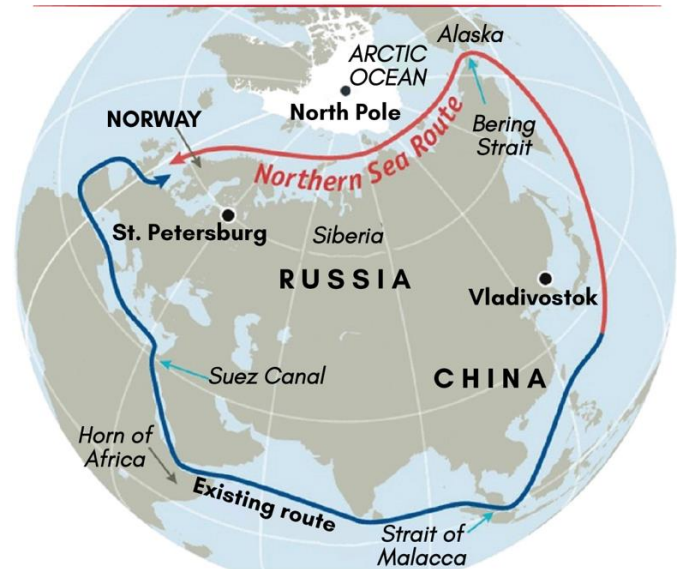 Alaska
ARCTIC
OCEAN
North Pole
NORWAY
Bering
Strait
Northern Sea Route
St. Petersburg
Siberia
RUSSIA
Vladivostok
Suez Canal
CHINA
Horn of
Africa
Existing route
Strait of
Malacca